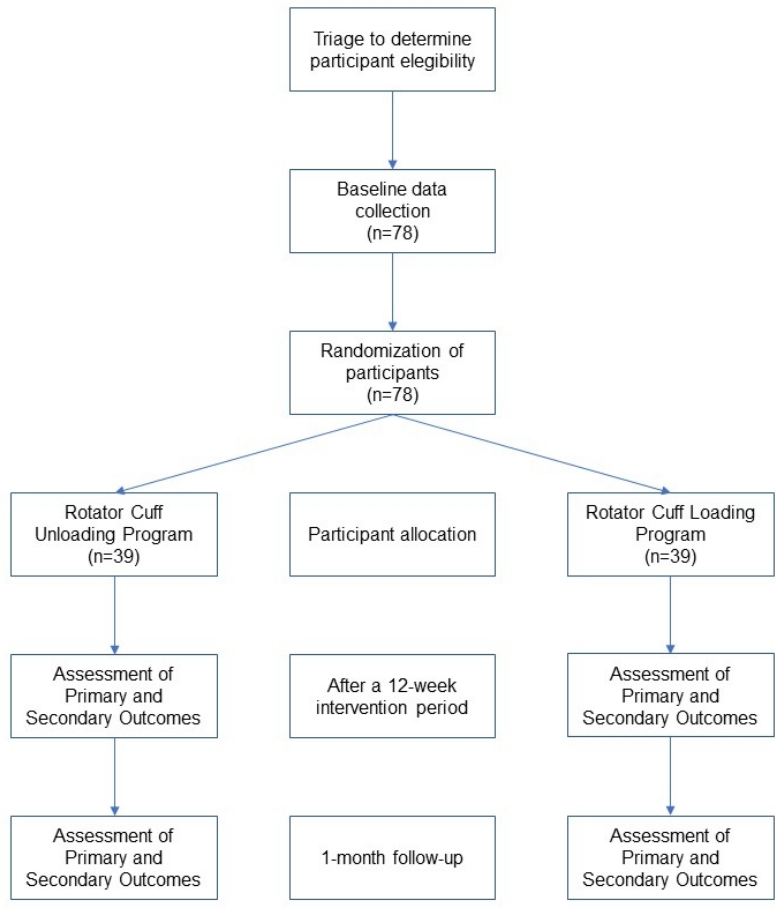 Triage to determine
participant elegibility
Baseline data
collection
(n=78)
Randomization of
participants
(n=78)
Rotator Cuff
Unloading Program
(n=39)
Participant allocation
Rotator Cuff Loading
Program
(n=39)
Assessment of
Primary and
Secondary Outcomes
After a 12-week
intervention period
Assessment of
Primary and
Secondary Outcomes
Assessment of
Primary and
Secondary Outcomes
1-month follow-up
Assessment of
Primary and
Secondary Outcomes